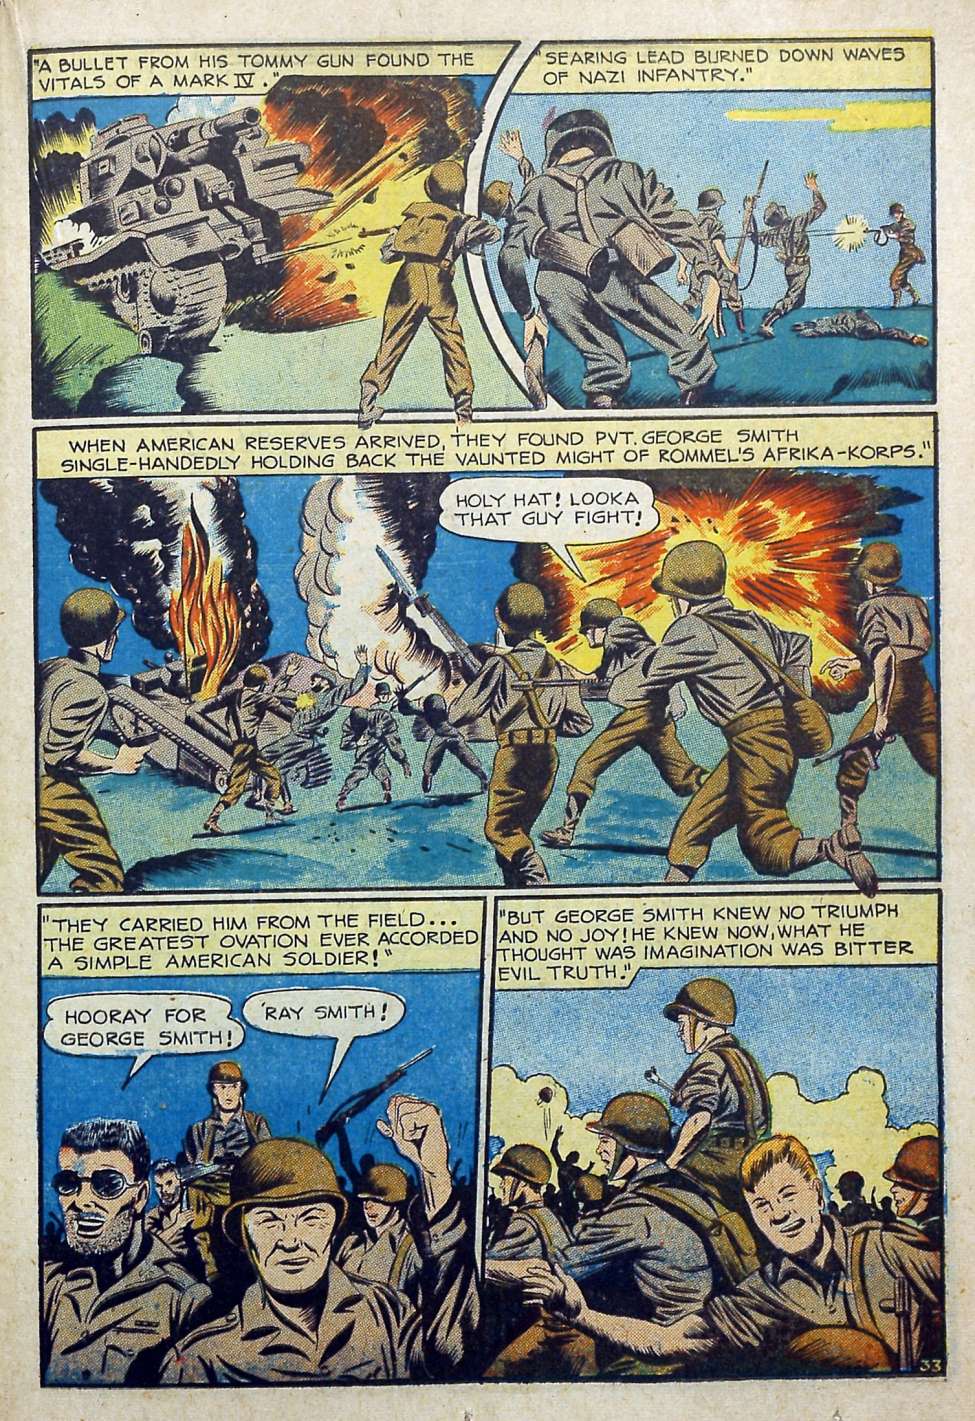 "A BULLET FROM HIS TOMMY GUN FOUND THE
VITALS OF A MARK IV."
"SEARING LEAD BURNED DOWN WAVES
OF NAZI INFANTRY."
WHEN AMERICAN RESERVES ARRIVED, THEY FOUND PVT. GEORGE SMITH
SINGLE-HANDEDLY HOLDING BACK THE VAUNTED MIGHT OF ROMMEL'S AFRIKA-KORPS."
HOLY HAT! LOOKA
THAT GUY FIGHT!
"THEY CARRIED HIM FROM THE FIELD...
THE GREATEST OVATION EVER ACCORDED
A SIMPLE AMERICAN SOLDIER!"
HOORAY FOR
GEORGE SMITH!
'RAY SMITH!
"BUT GEORGE SMITH KNEW NO TRIUMPH
AND NO JOY! HE KNEW NOW, WHAT HE
THOUGHT WAS IMAGINATION WAS BITTER
EVIL TRUTH."
33